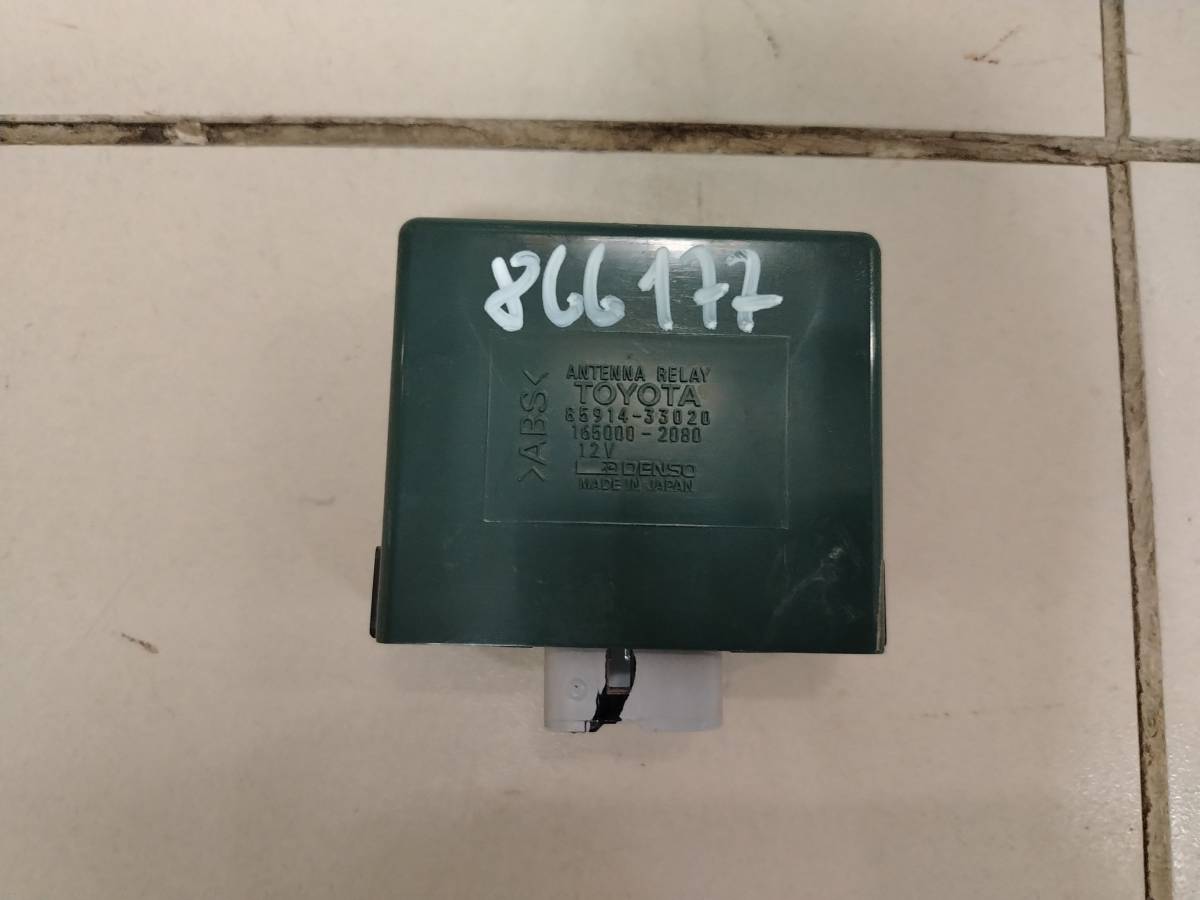 866177
ANTENNA RELAY
TOYOTA
85914-33020
165000-2080
12V
DENSO
MADE IN JAPAN
>ABS<